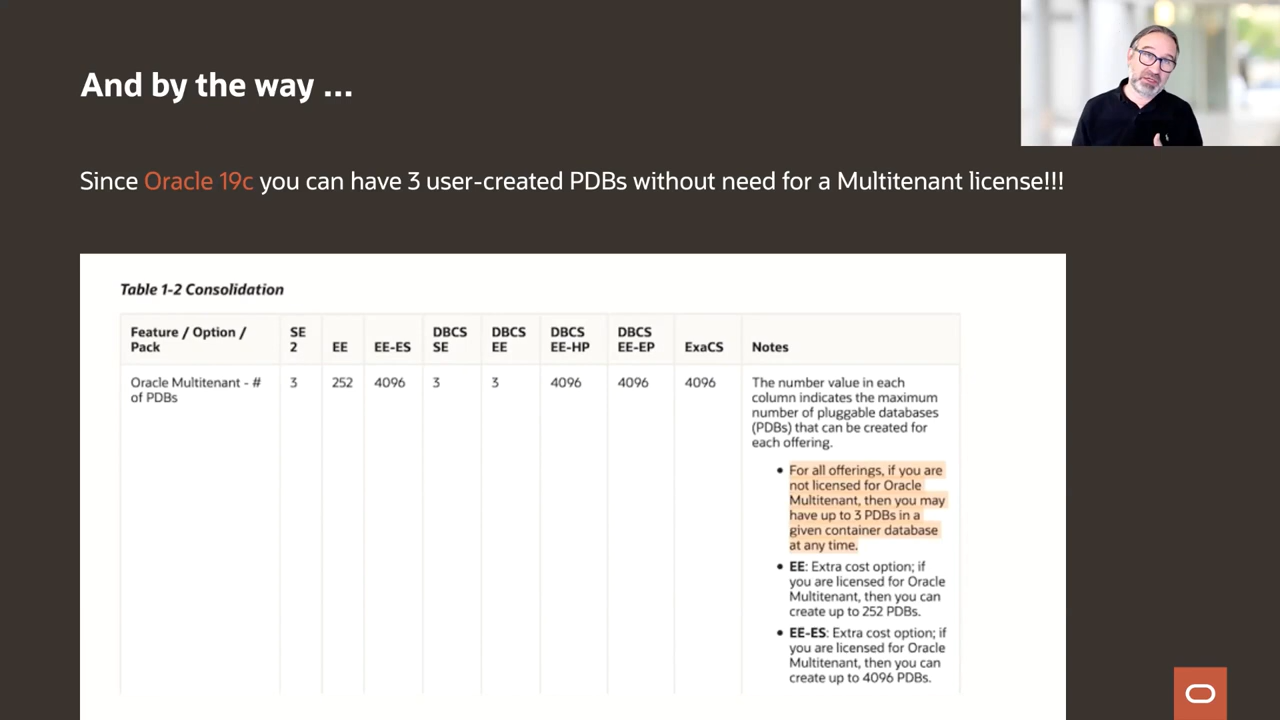 And by the way ...
Since Oracle 19c you can have 3 user-created PDBs without need for a Multitenant license!!!
Table 1-2 Consolidation
Feature / Option / Pack SE 2 EE EE-ES DBCS SE DBCS EE DBCS EE-HP DBCS EE-EP ExaCS Notes
Oracle Multitenant - # of PDBs 3 252 4096 3 3 4096 4096 4096
The number value in each
column indicates the maximum
number of pluggable databases
(PDBs) that can be created for
each offering.
• For all offerings, if you are
not licensed for Oracle
Multitenant, then you may
have up to 3 PDBs in a
given container database
at any time.
• EE: Extra cost option; if
you are licensed for Oracle
Multitenant, then you can
create up to 252 PDBs.
• EE-ES: Extra cost option; if
you are licensed for Oracle
Multitenant, then you can
create up to 4096 PDBs.